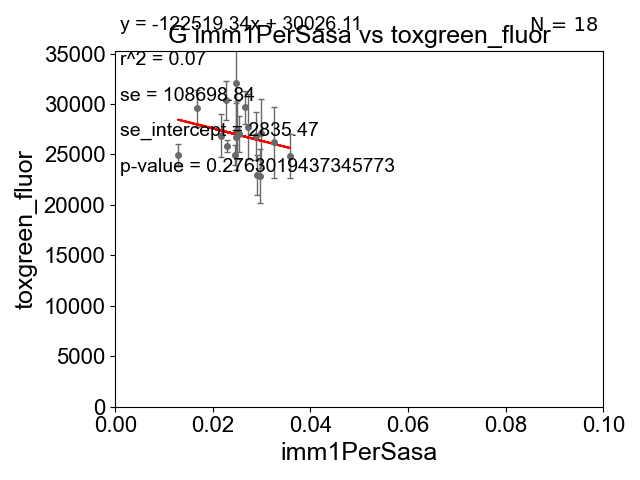 y = -122519.34x + 30026.11
N = 18
G imm1PerSasa vs toxgreen_fluor
r^2 = 0.07
se = 108698.84
se_intercept = 2835.47
p-value = 0.2763019437345773
toxgreen_fluor
35000
30000
25000
20000
15000
10000
5000
0
0.00 0.02 0.04 0.06 0.08 0.10
imm1PerSasa